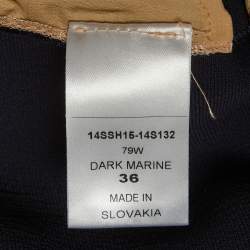 14SSH15-14S132
79W
DARK MARINE
36
MADE IN
SLOVAKIA